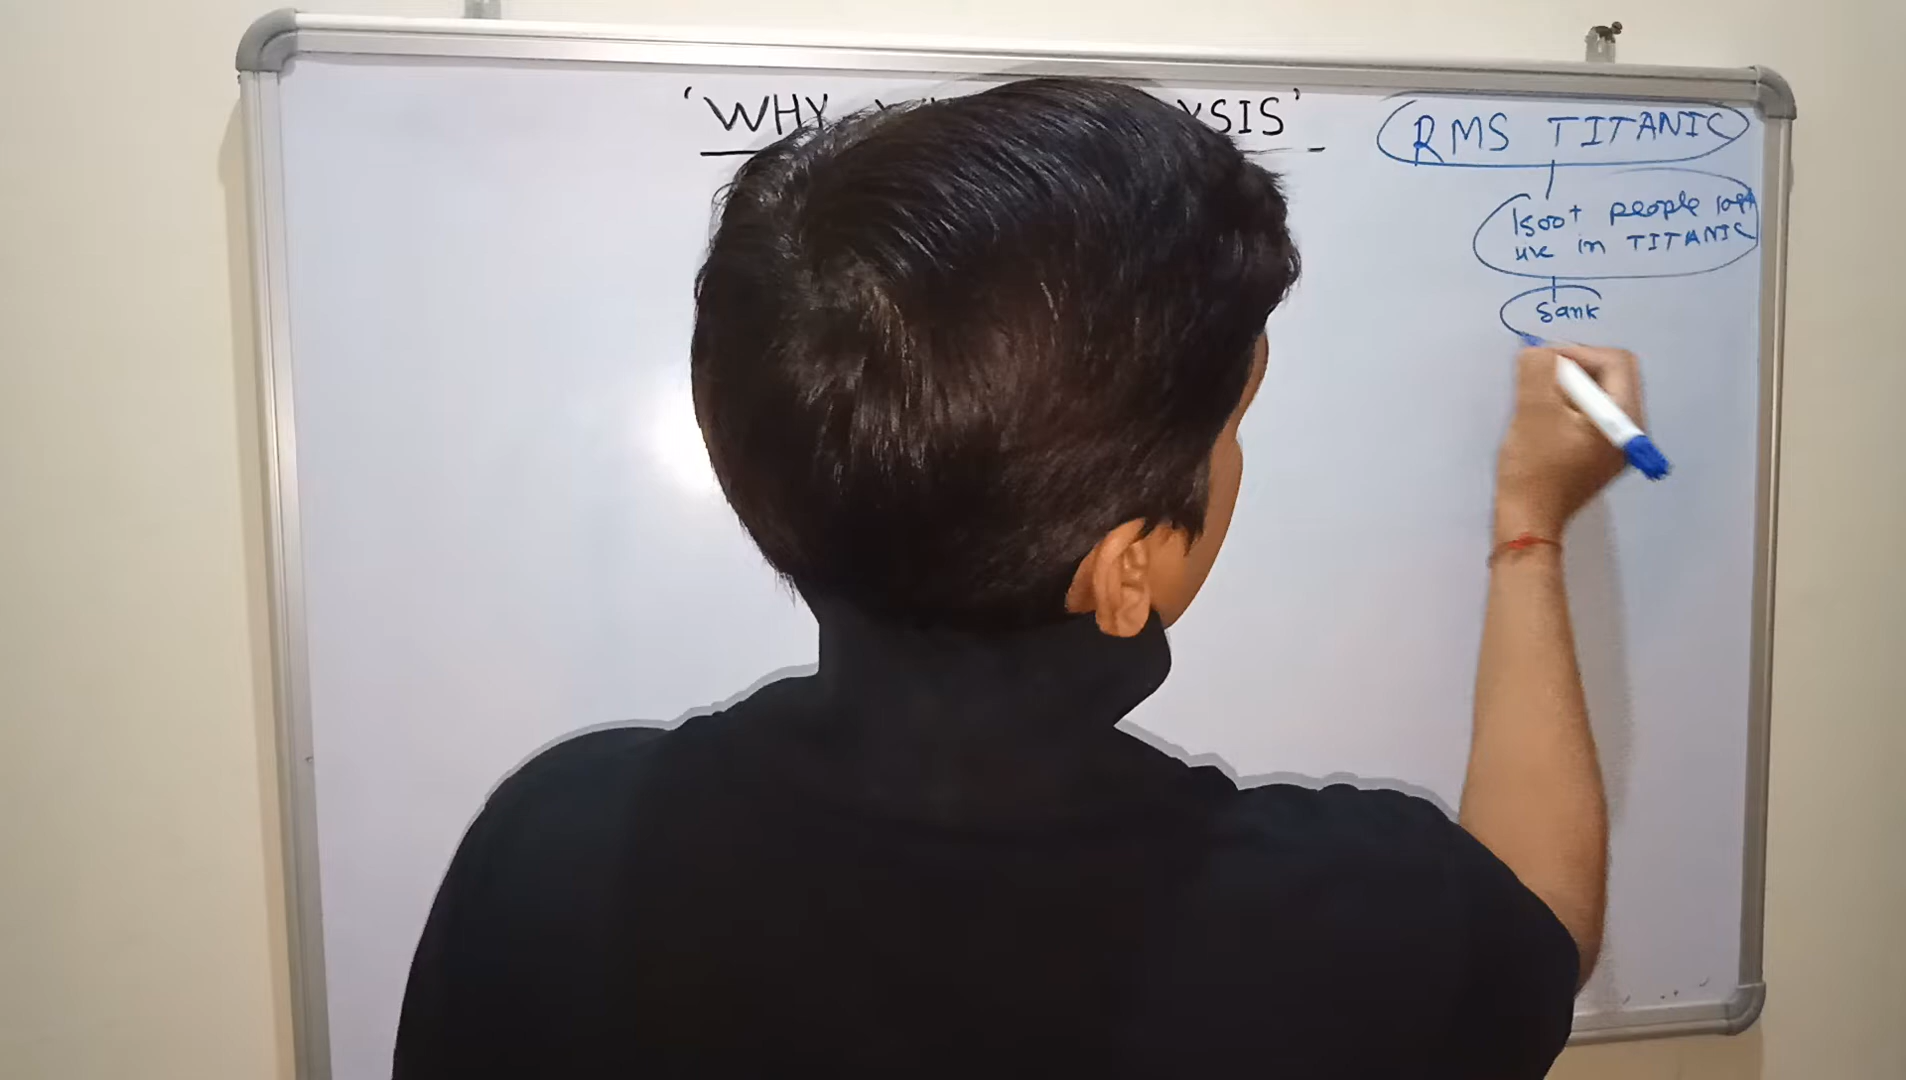 'WHY W YSIS'
RMS TITANIC
1500+ people lost
live in TITANIC
Sank